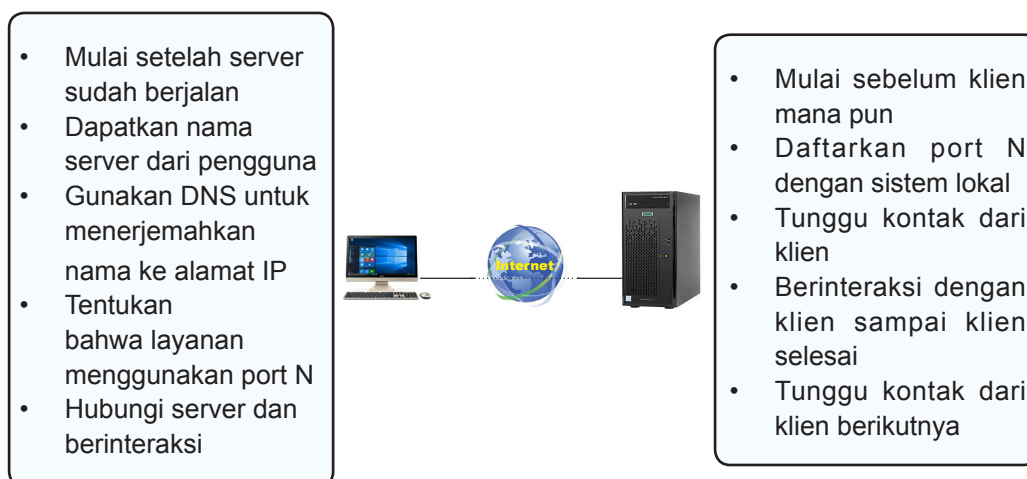 • Mulai setelah server
sudah berjalan
• Dapatkan nama
server dari pengguna
• Gunakan DNS untuk
menerjemahkan
nama ke alamat IP
• Tentukan
bahwa layanan
menggunakan port N
• Hubungi server dan
berinteraksi
Internet
• Mulai sebelum klien
mana pun
• Daftarkan port N
dengan sistem lokal
• Tunggu kontak dari
klien
• Berinteraksi dengan
klien sampai klien
selesai
• Tunggu kontak dari
klien berikutnya